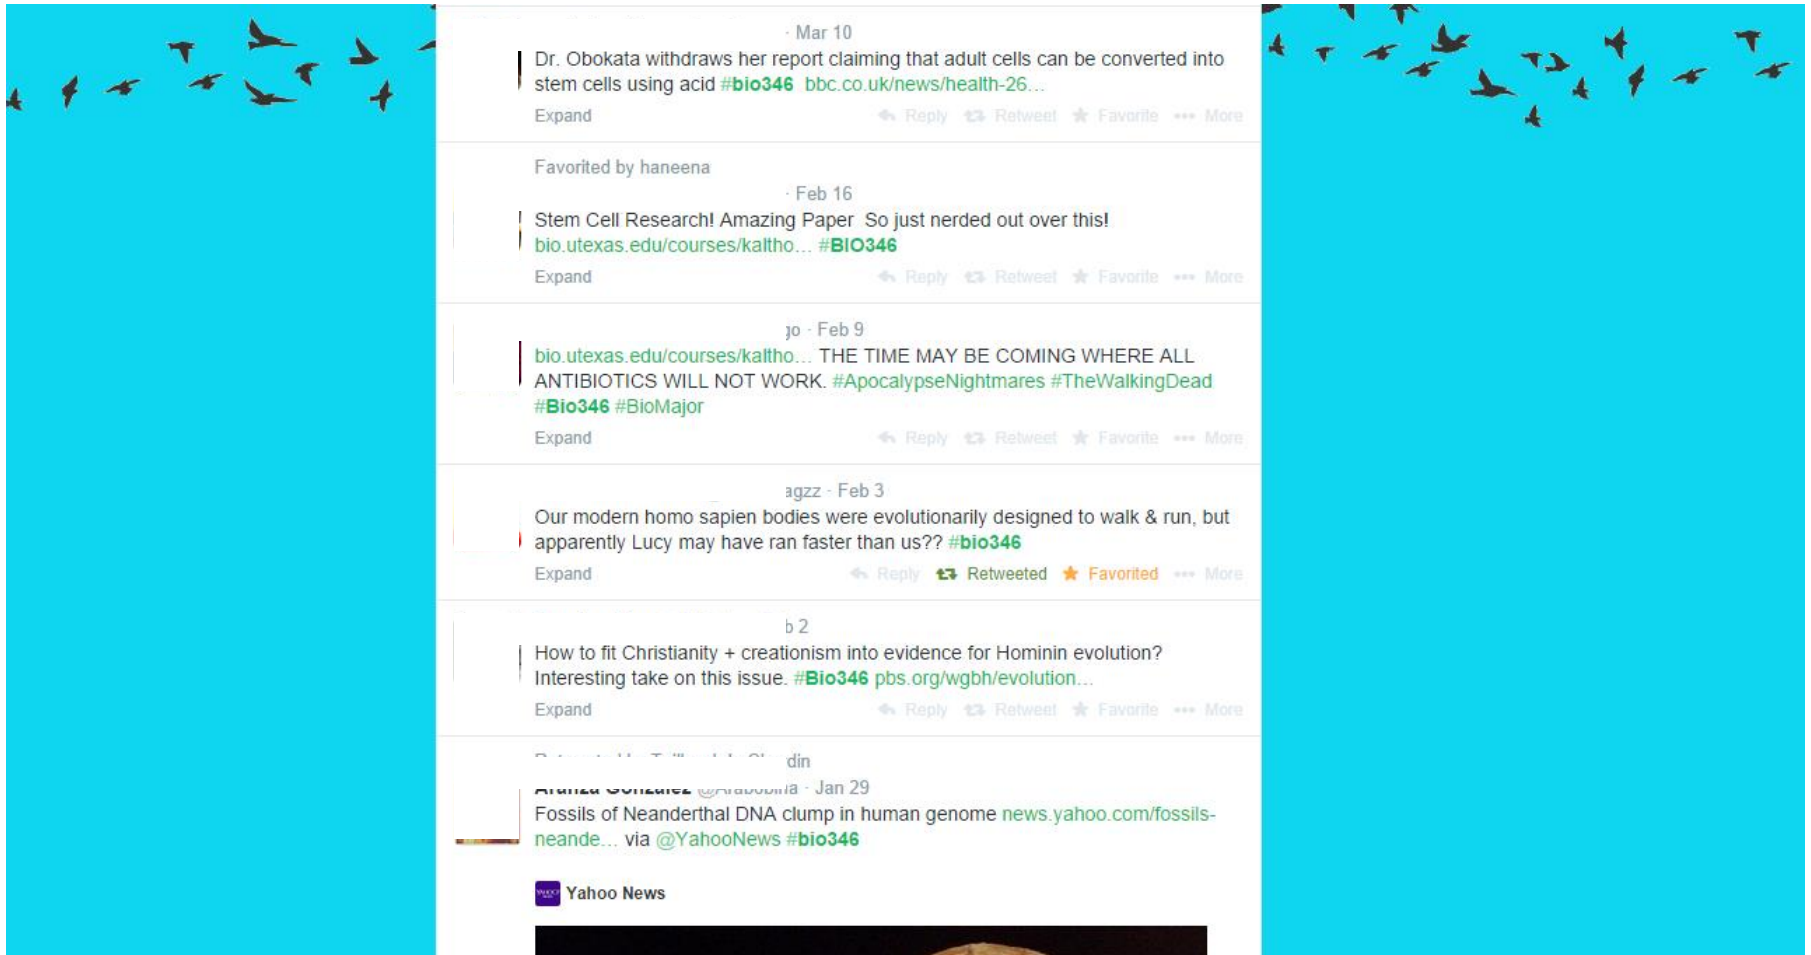 · Mar 10
Dr. Obokata withdraws her report claiming that adult cells can be converted into
stem cells using acid #bio346 bbc.co.uk/news/health-26...
Expand Reply Retweet Favorite More
Favorited by haneena
· Feb 16
Stem Cell Research! Amazing Paper So just nerded out over this!
bio.utexas.edu/courses/kaltho... #BIO346
Expand Reply Retweet Favorite More
go · Feb 9
bio.utexas.edu/courses/kaltho... THE TIME MAY BE COMING WHERE ALL
ANTIBIOTICS WILL NOT WORK. #ApocalypseNightmares #TheWalkingDead
#Bio346 #BioMajor
Expand Reply Retweet Favorite More
agzz · Feb 3
Our modern homo sapien bodies were evolutionarily designed to walk & run, but
apparently Lucy may have ran faster than us?? #bio346
Expand Reply Retweeted Favorited More
b 2
How to fit Christianity + creationism into evidence for Hominin evolution?
Interesting take on this issue. #Bio346 pbs.org/wgbh/evolution...
Expand Reply Retweet Favorite More
din
· Jan 29
Fossils of Neanderthal DNA clump in human genome news.yahoo.com/fossils-
neande... via @YahooNews #bio346
Yahoo News